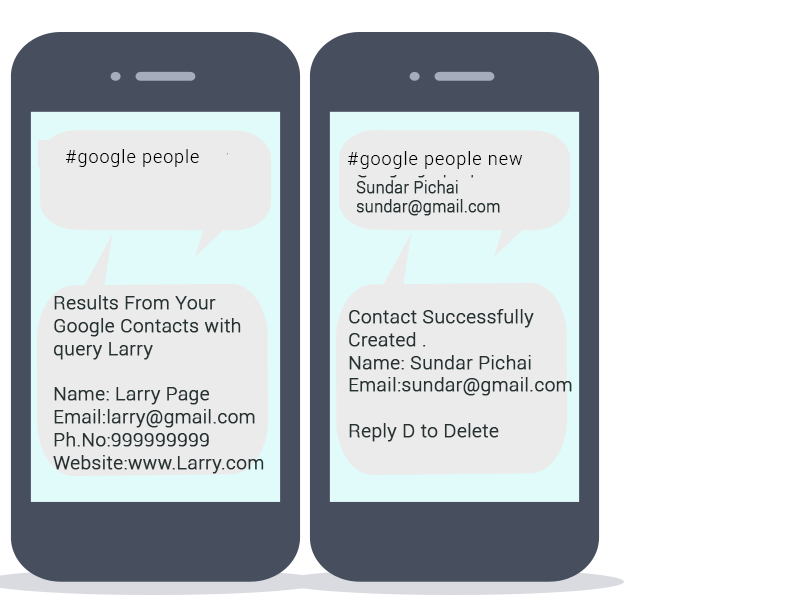 #google people
Results From Your
Google Contacts with
query Larry
Name: Larry Page
Email:larry@gmail.com
Ph.No:999999999
Website:www.Larry.com
#google people new
Sundar Pichai
sundar@gmail.com
Contact Successfully
Created .
Name: Sundar Pichai
Email:sundar@gmail.com
Reply D to Delete